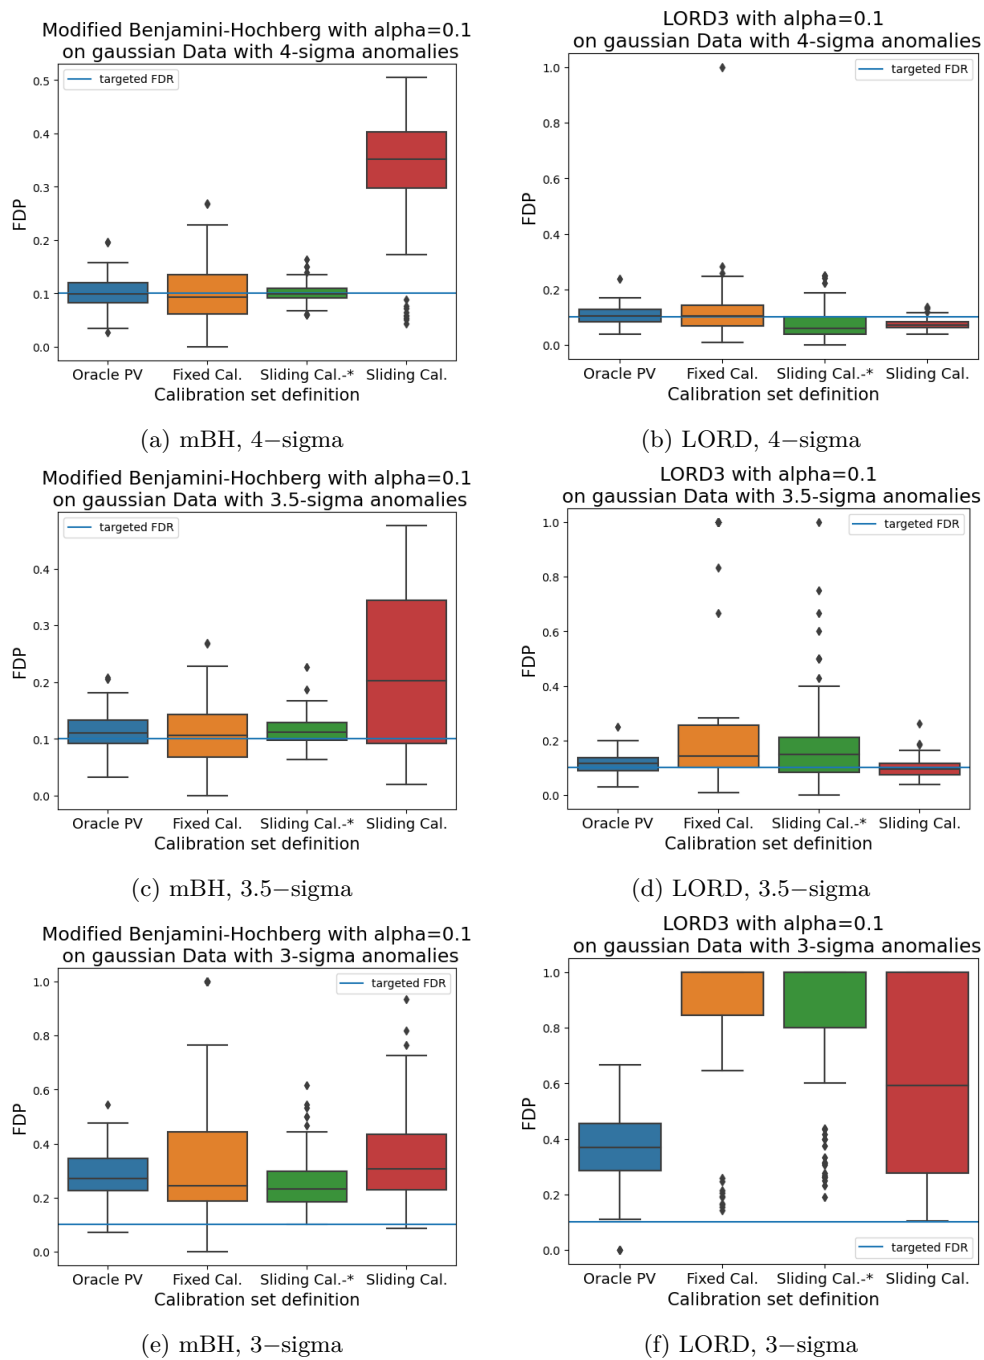 Modified Benjamini-Hochberg with alpha=0.1
on gaussian Data with 4-sigma anomalies
targeted FDR
0.5
0.4
0.3
0.2
0.1
0.0
FDP
Oracle PV Fixed Cal. Sliding Cal.-* Sliding Cal.
Calibration set definition
(a) mBH, 4−sigma
LORD3 with alpha=0.1
on gaussian Data with 4-sigma anomalies
targeted FDR
1.0
0.8
0.6
0.4
0.2
0.0
FDP
Oracle PV Fixed Cal. Sliding Cal.-* Sliding Cal.
Calibration set definition
(b) LORD, 4−sigma
Modified Benjamini-Hochberg with alpha=0.1
on gaussian Data with 3.5-sigma anomalies
targeted FDR
0.4
0.3
0.2
0.1
0.0
FDP
Oracle PV Fixed Cal. Sliding Cal.-* Sliding Cal.
Calibration set definition
(c) mBH, 3.5−sigma
LORD3 with alpha=0.1
on gaussian Data with 3.5-sigma anomalies
targeted FDR
1.0
0.8
0.6
0.4
0.2
0.0
FDP
Oracle PV Fixed Cal. Sliding Cal.-* Sliding Cal.
Calibration set definition
(d) LORD, 3.5−sigma
Modified Benjamini-Hochberg with alpha=0.1
on gaussian Data with 3-sigma anomalies
targeted FDR
1.0
0.8
0.6
0.4
0.2
0.0
FDP
Oracle PV Fixed Cal. Sliding Cal.-* Sliding Cal.
Calibration set definition
(e) mBH, 3−sigma
LORD3 with alpha=0.1
on gaussian Data with 3-sigma anomalies
1.0
0.8
0.6
0.4
0.2
0.0
FDP
targeted FDR
Oracle PV Fixed Cal. Sliding Cal.-* Sliding Cal.
Calibration set definition
(f) LORD, 3−sigma